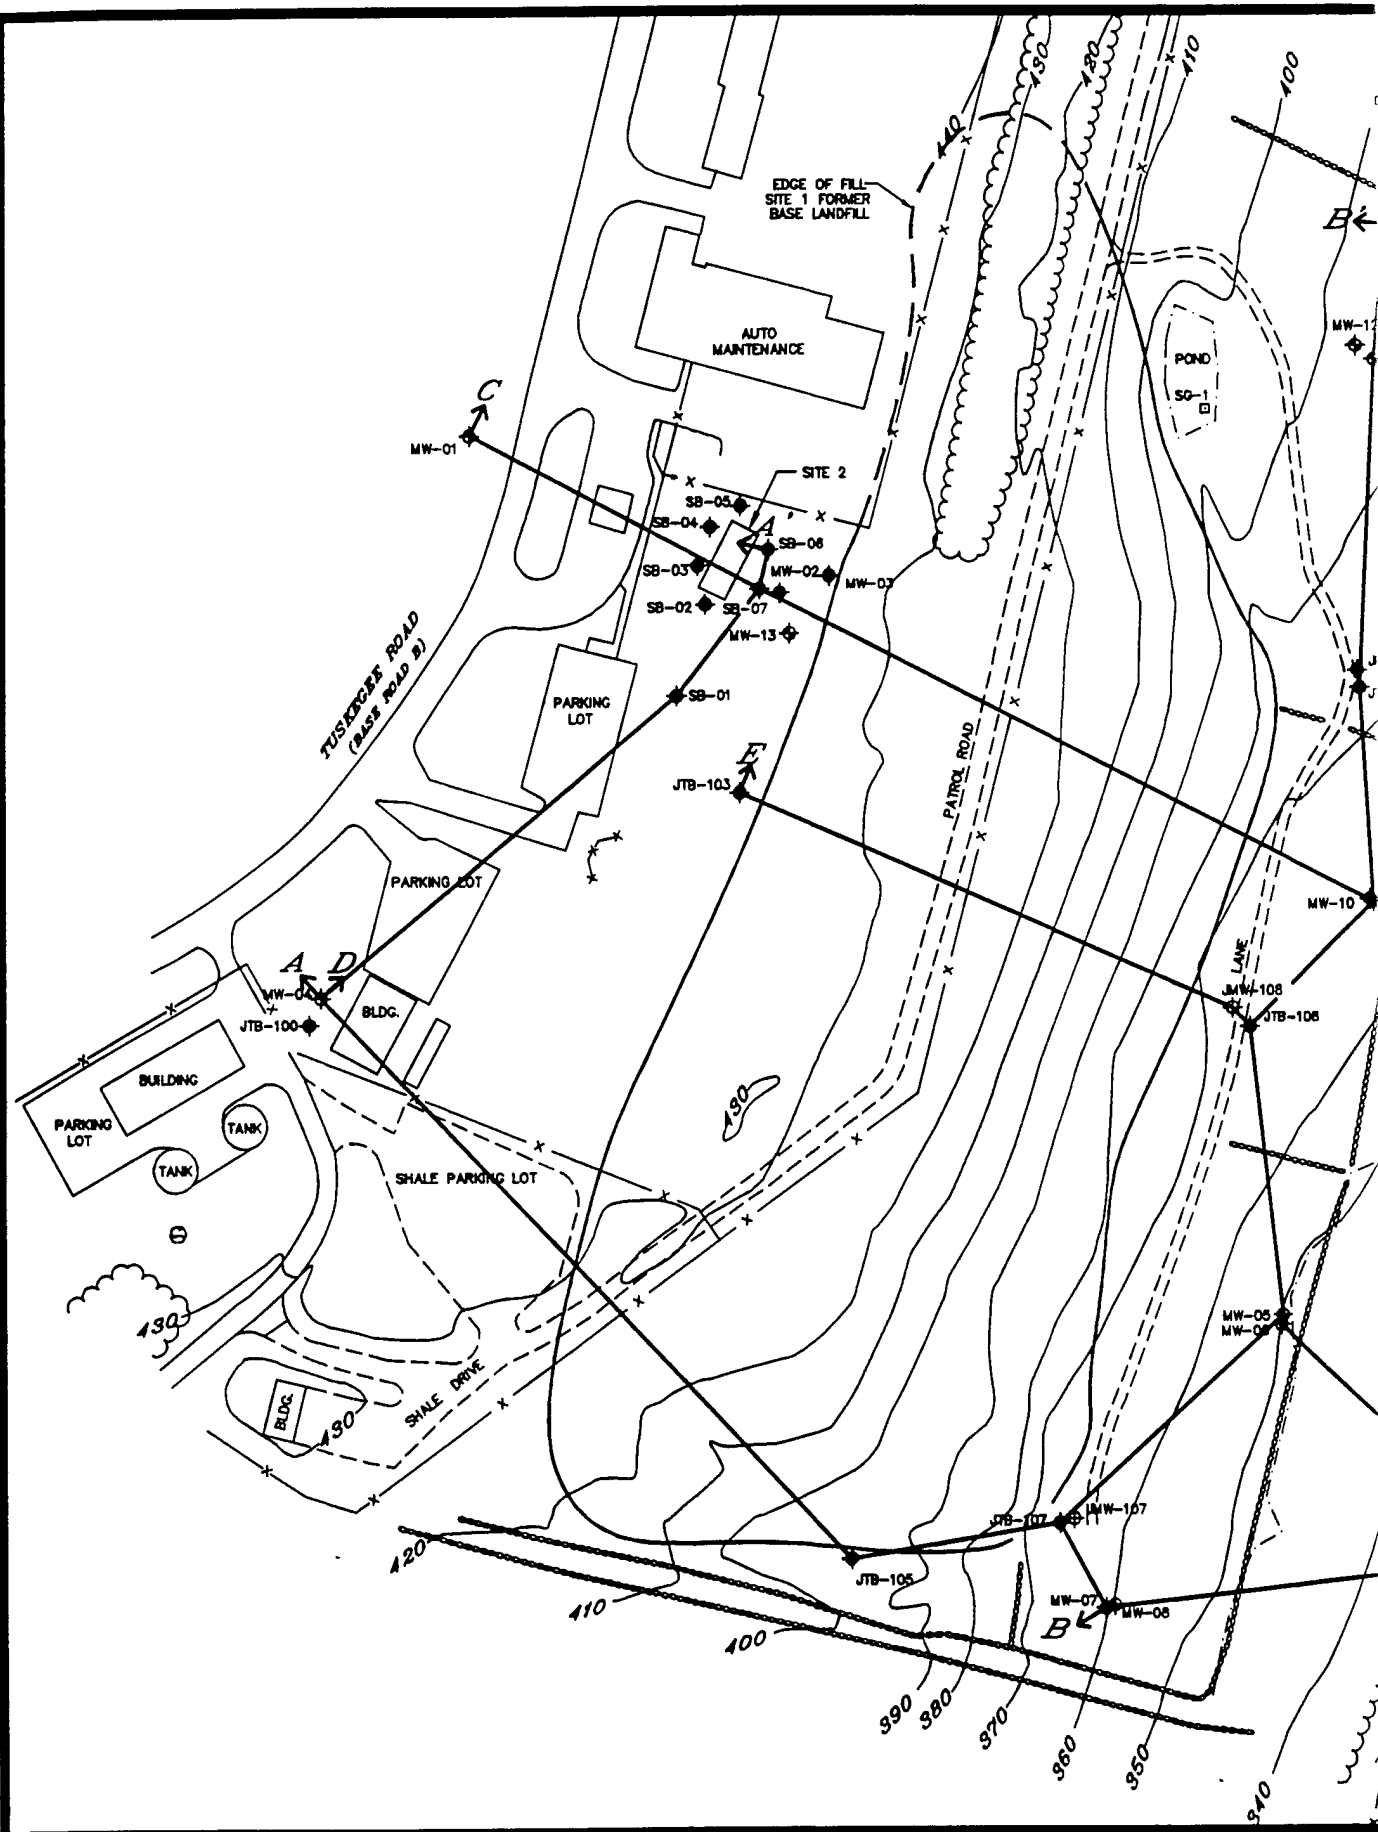 430
420
410
400
440
EDGE OF FILL
SITE 1 FORMER
BASE LANDFILL
B'
AUTO
MAINTENANCE
MW-12
POND
SG-1
C
MW-01
SITE 2
SB-05
SB-04
A'
SB-06
SB-03
MW-02
MW-03
SB-02
SB-07
MW-13
TUSKEGEE ROAD
(BASE ROAD B)
SB-01
PARKING
LOT
E
JTB-103
PATROL ROAD
PARKING LOT
MW-10
LANE
A
D
MW-04
JMW-108
JTB-100
BLDG.
JTB-108
BUILDING
430
PARKING
LOT
TANK
TANK
SHALE PARKING LOT
430
MW-05
MW-06
SHALE DRIVE
BLDG.
430
JTB-107
JMW-107
420
JTB-105
410
MW-07
MW-08
B
400
390
380
370
360
350
340